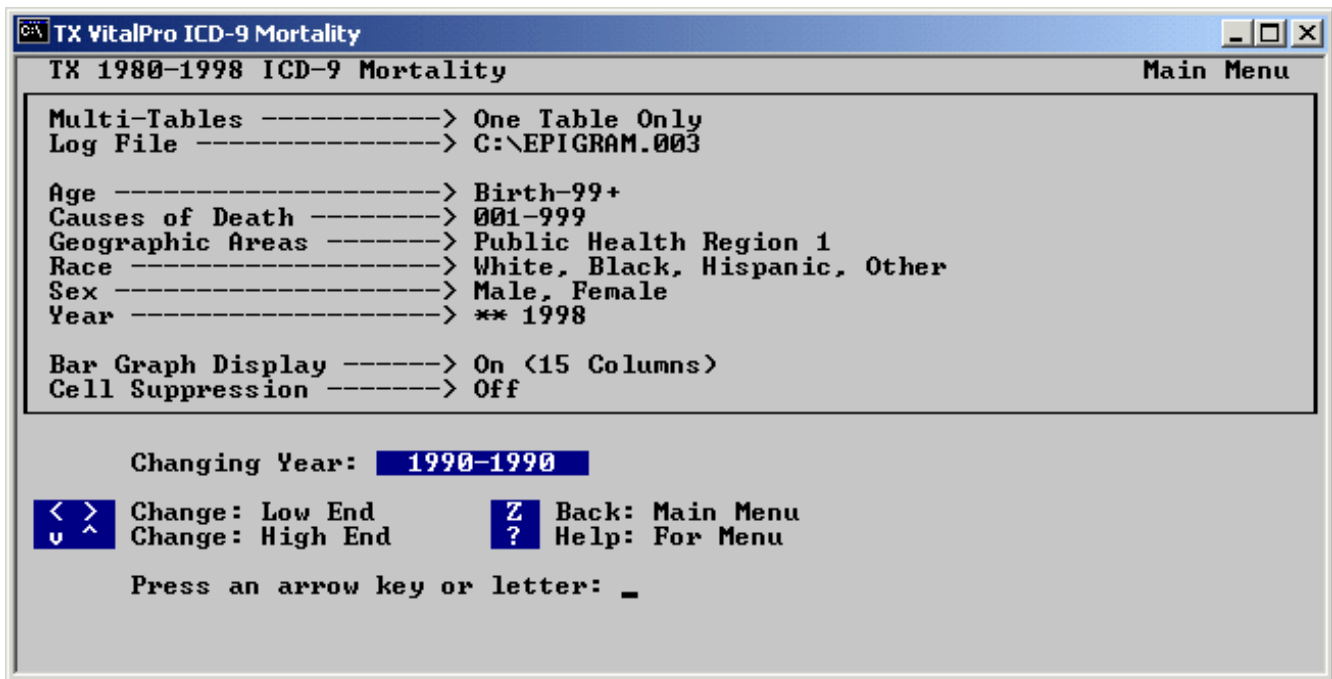 TX VitalPro ICD-9 Mortality
TX 1980-1998 ICD-9 Mortality Main Menu
Multi-Tables -----------> One Table Only
Log File ---------------> C:\EPIGRAM.003
Age --------------------> Birth-99+
Causes of Death --------> 001-999
Geographic Areas -------> Public Health Region 1
Race -------------------> White, Black, Hispanic, Other
Sex --------------------> Male, Female
Year -------------------> ** 1998
Bar Graph Display ------> On (15 Columns)
Cell Suppression -------> Off
Changing Year: 1990-1990
< > Change: Low End Z Back: Main Menu
v ^ Change: High End ? Help: For Menu
Press an arrow key or letter: _